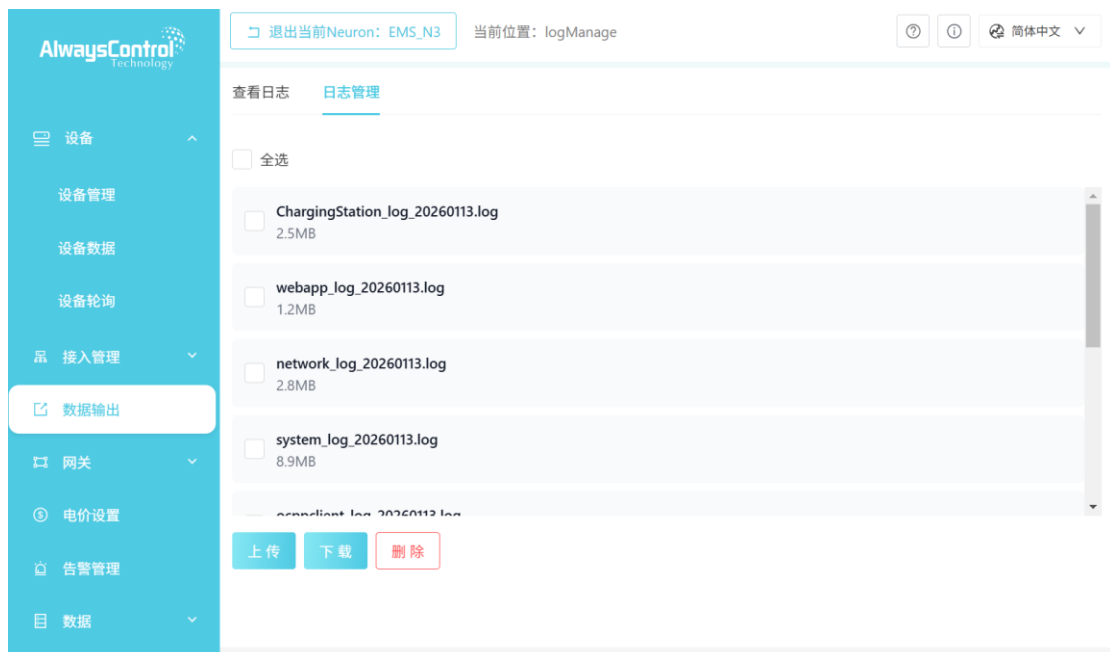 AlwaysControl
Technology
退出当前Neuron：EMS_N3
当前位置：logManage
简体中文
设备
设备管理
设备数据
设备轮询
接入管理
数据输出
网关
电价设置
告警管理
数据
查看日志
日志管理
全选
ChargingStation_log_20260113.log
2.5MB
webapp_log_20260113.log
1.2MB
network_log_20260113.log
2.8MB
system_log_20260113.log
8.9MB
ocppclient_log_20260113.log
上传
下载
删除